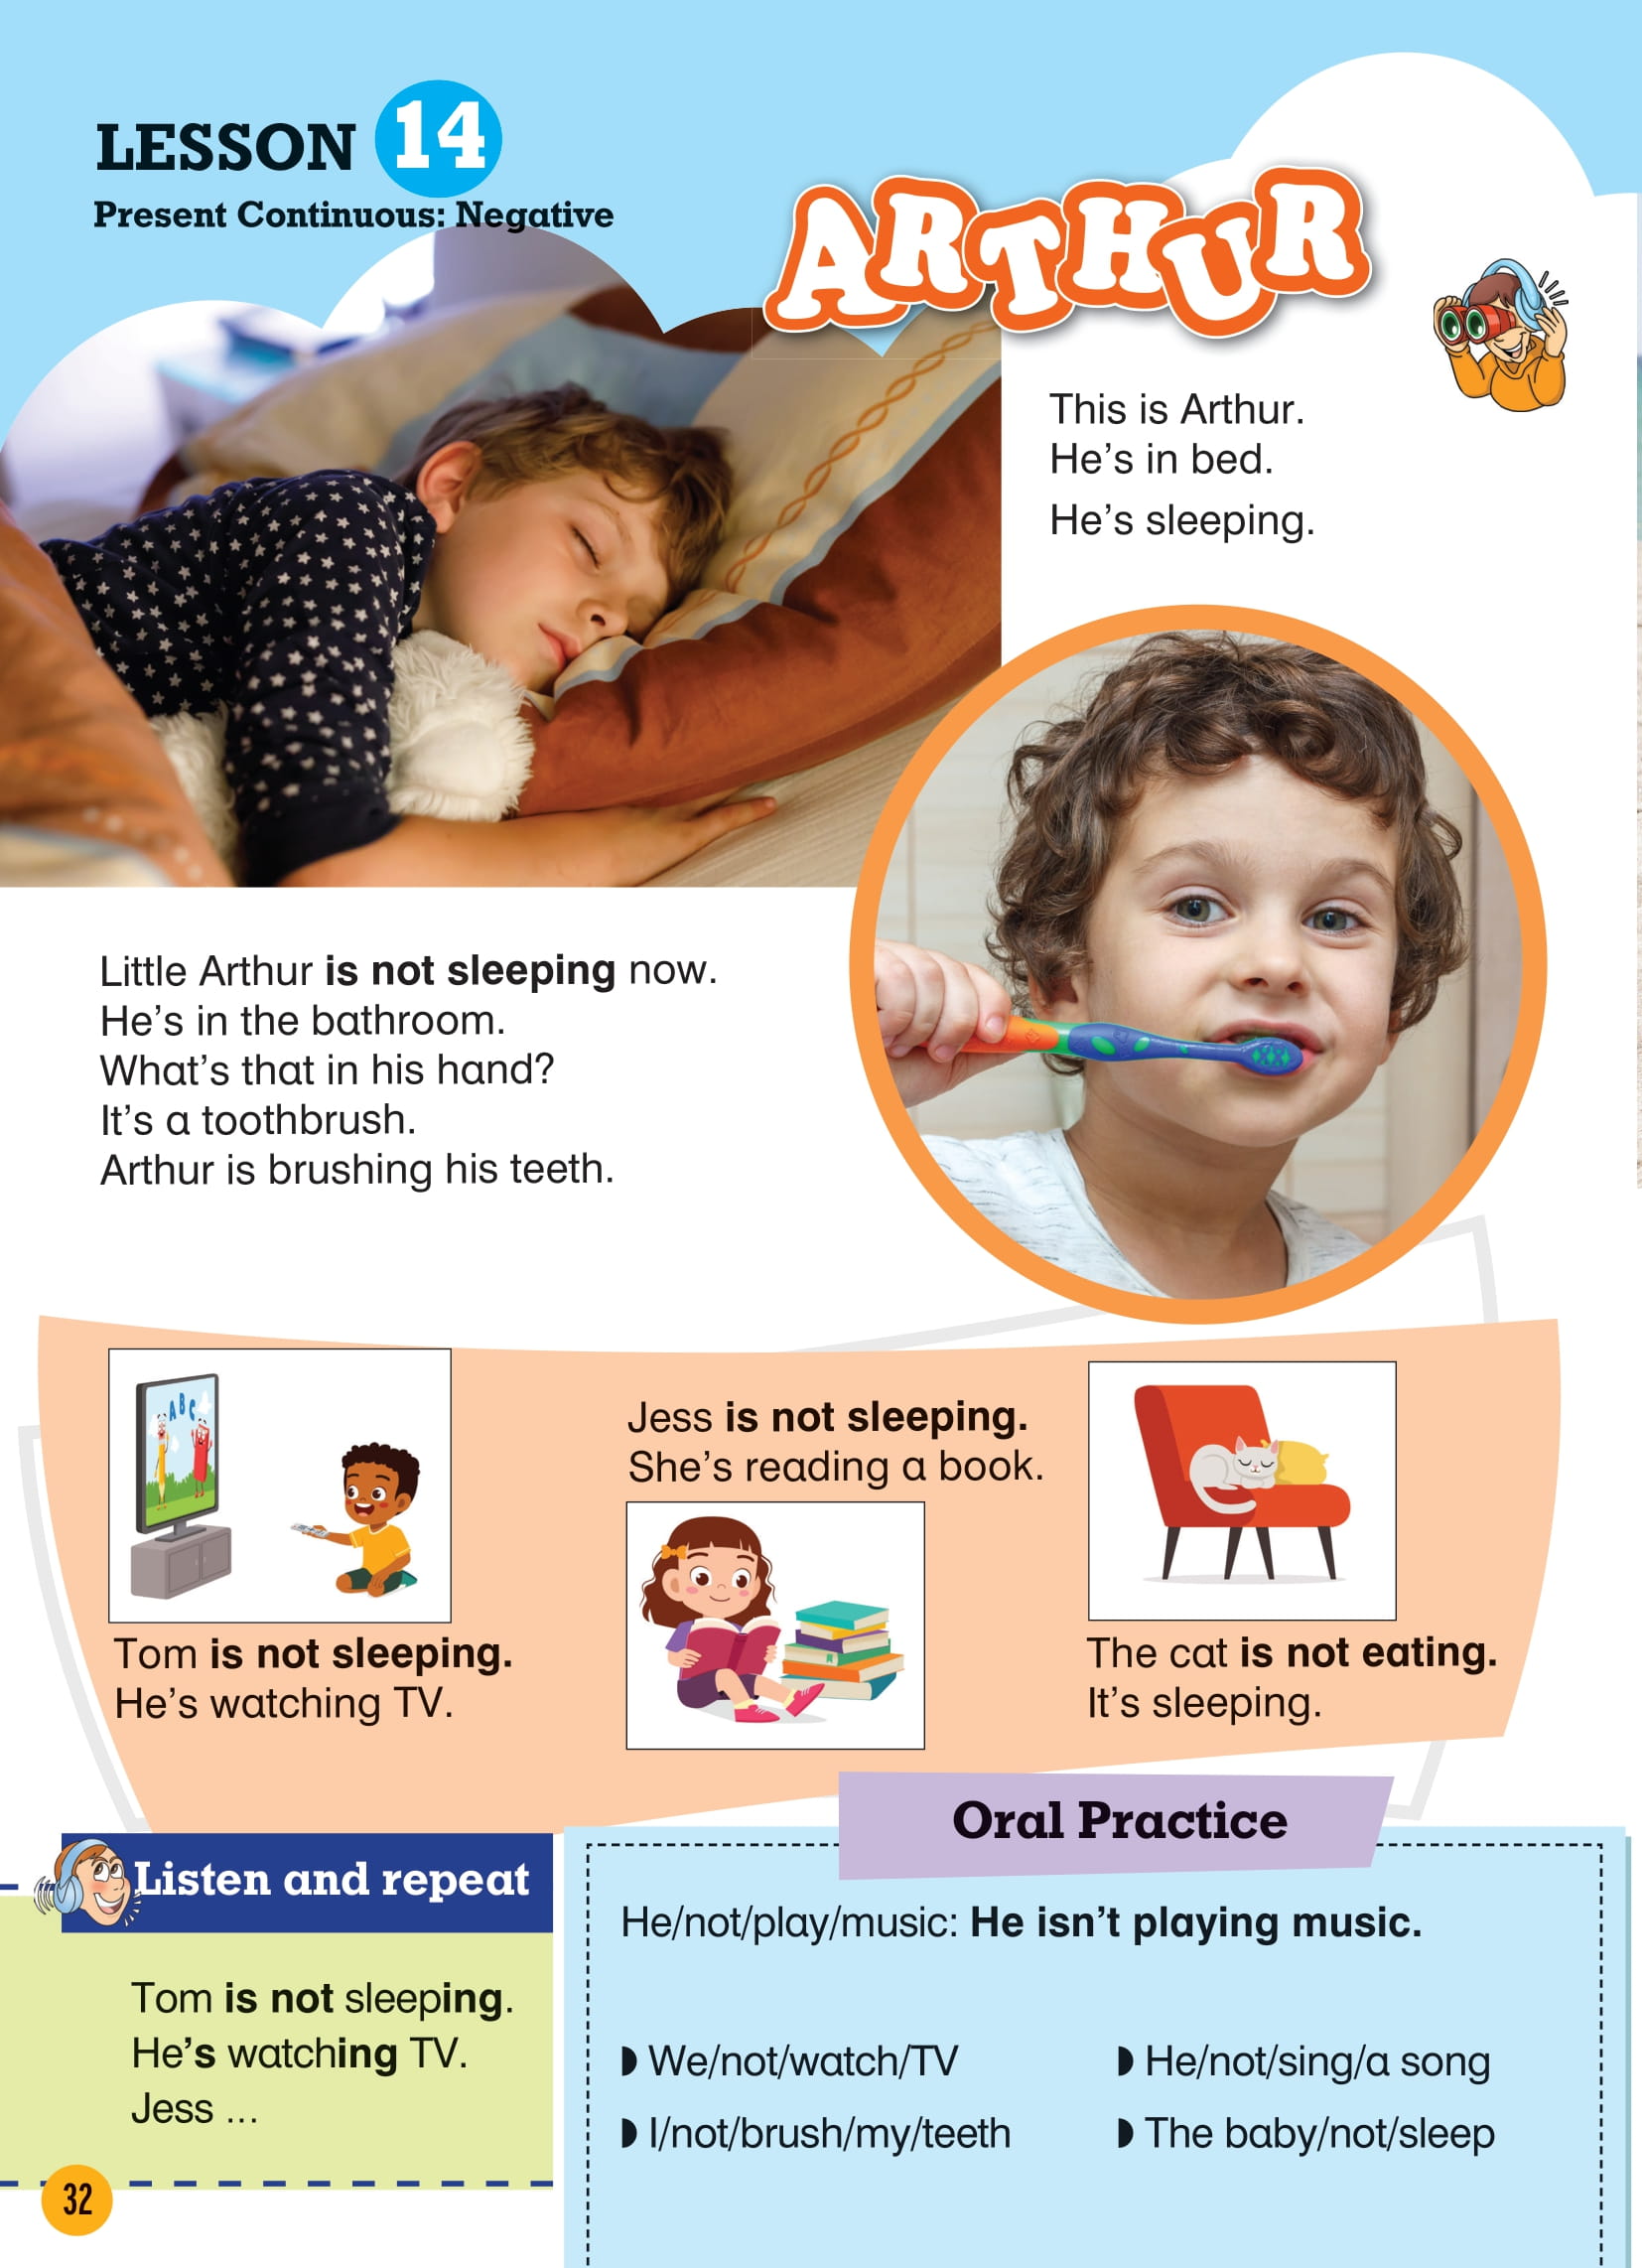 LESSON 14
Present Continuous: Negative
ARTHUR
This is Arthur.
He's in bed.
He's sleeping.
Little Arthur is not sleeping now.
He's in the bathroom.
What's that in his hand?
It's a toothbrush.
Arthur is brushing his teeth.
A B C
Tom is not sleeping.
He's watching TV.
Jess is not sleeping.
She's reading a book.
The cat is not eating.
It's sleeping.
Listen and repeat
Tom is not sleeping.
He's watching TV.
Jess ...
Oral Practice
He/not/play/music: He isn't playing music.
◗ We/not/watch/TV
◗ I/not/brush/my/teeth
◗ He/not/sing/a song
◗ The baby/not/sleep
32